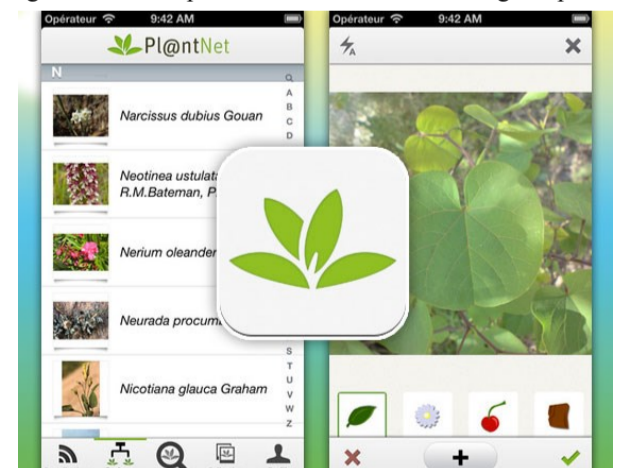 Opérateur 9:42 AM
Pl@ntNet
N
A
B
C
D
Narcissus dubius Gouan
Neotinea ustulat
R.M.Bateman, P.
Nerium oleander
Neurada procum
S
T
U
V
W
Z
Nicotiana glauca Graham
Opérateur 9:42 AM
A